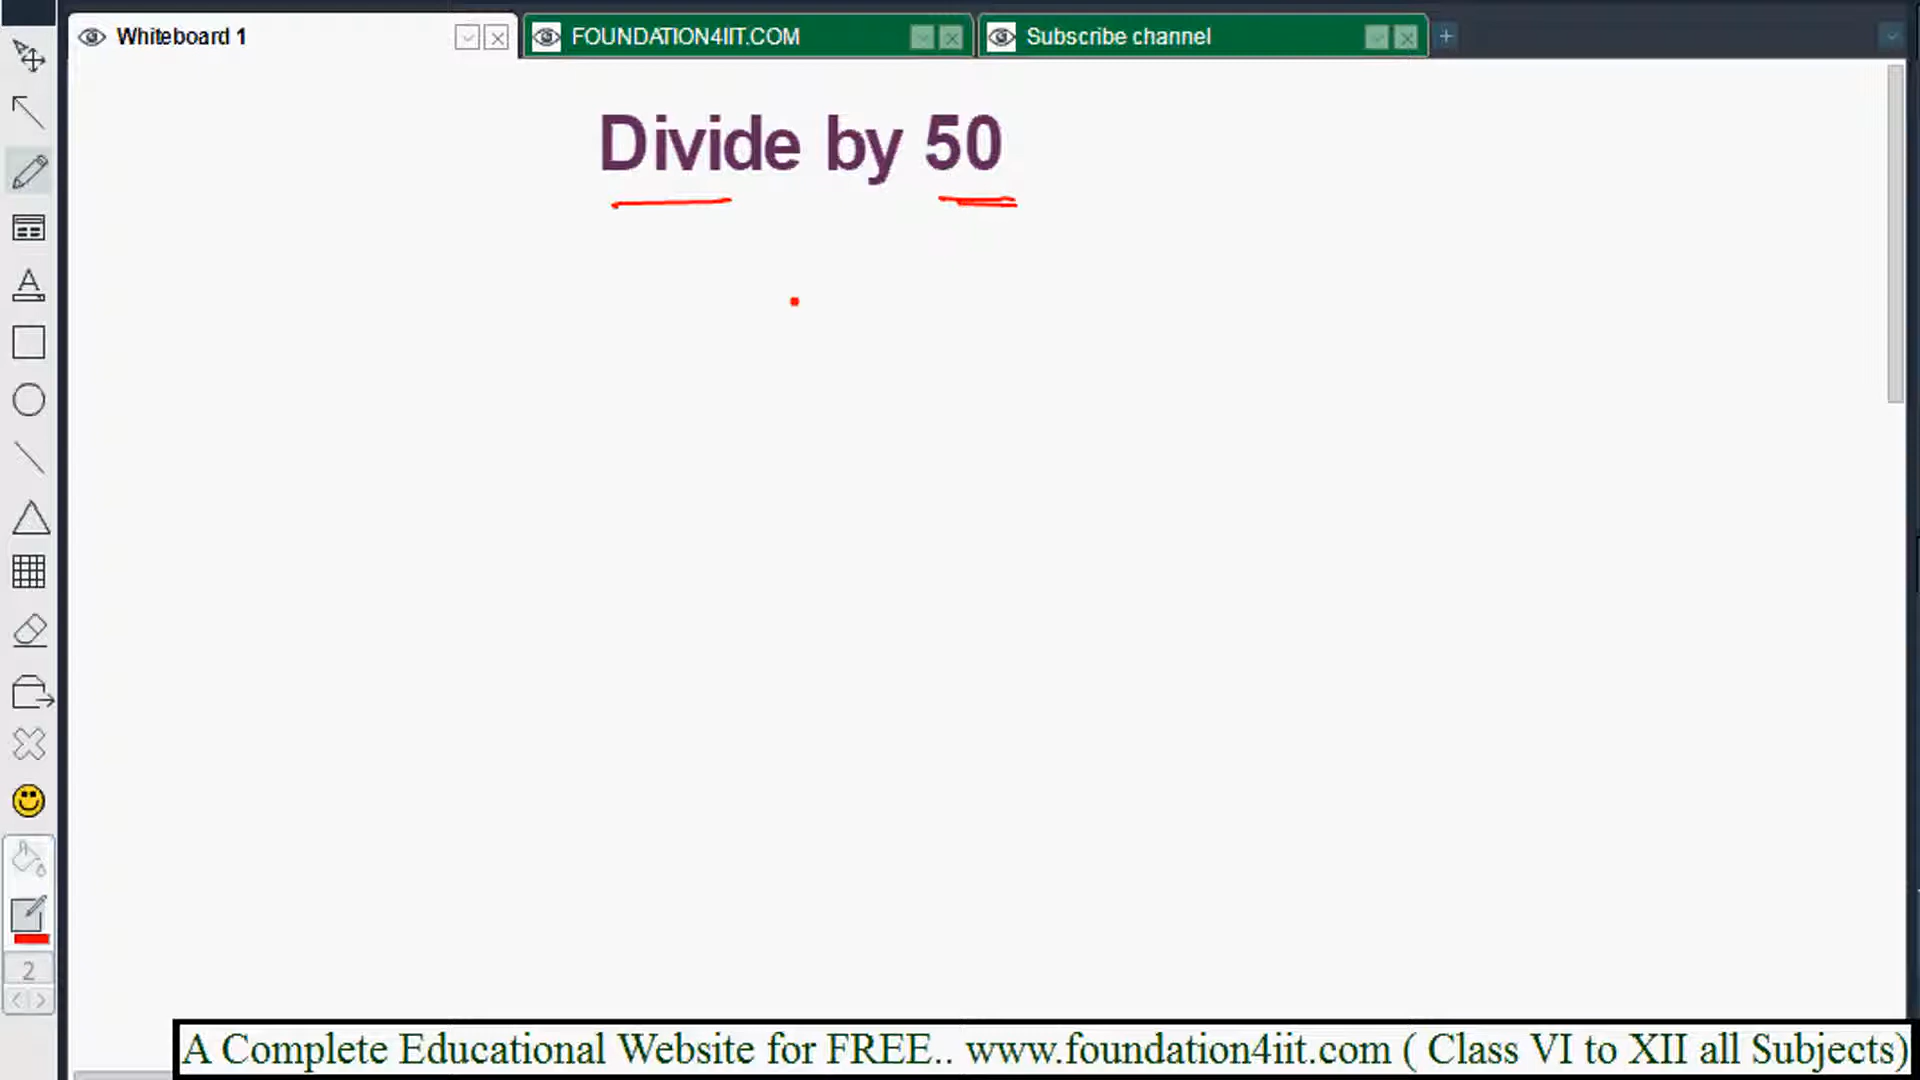 Whiteboard 1
FOUNDATION4IIT.COM
Subscribe channel
Divide by 50
2
A Complete Educational Website for FREE.. www.foundation4iit.com ( Class VI to XII all Subjects)